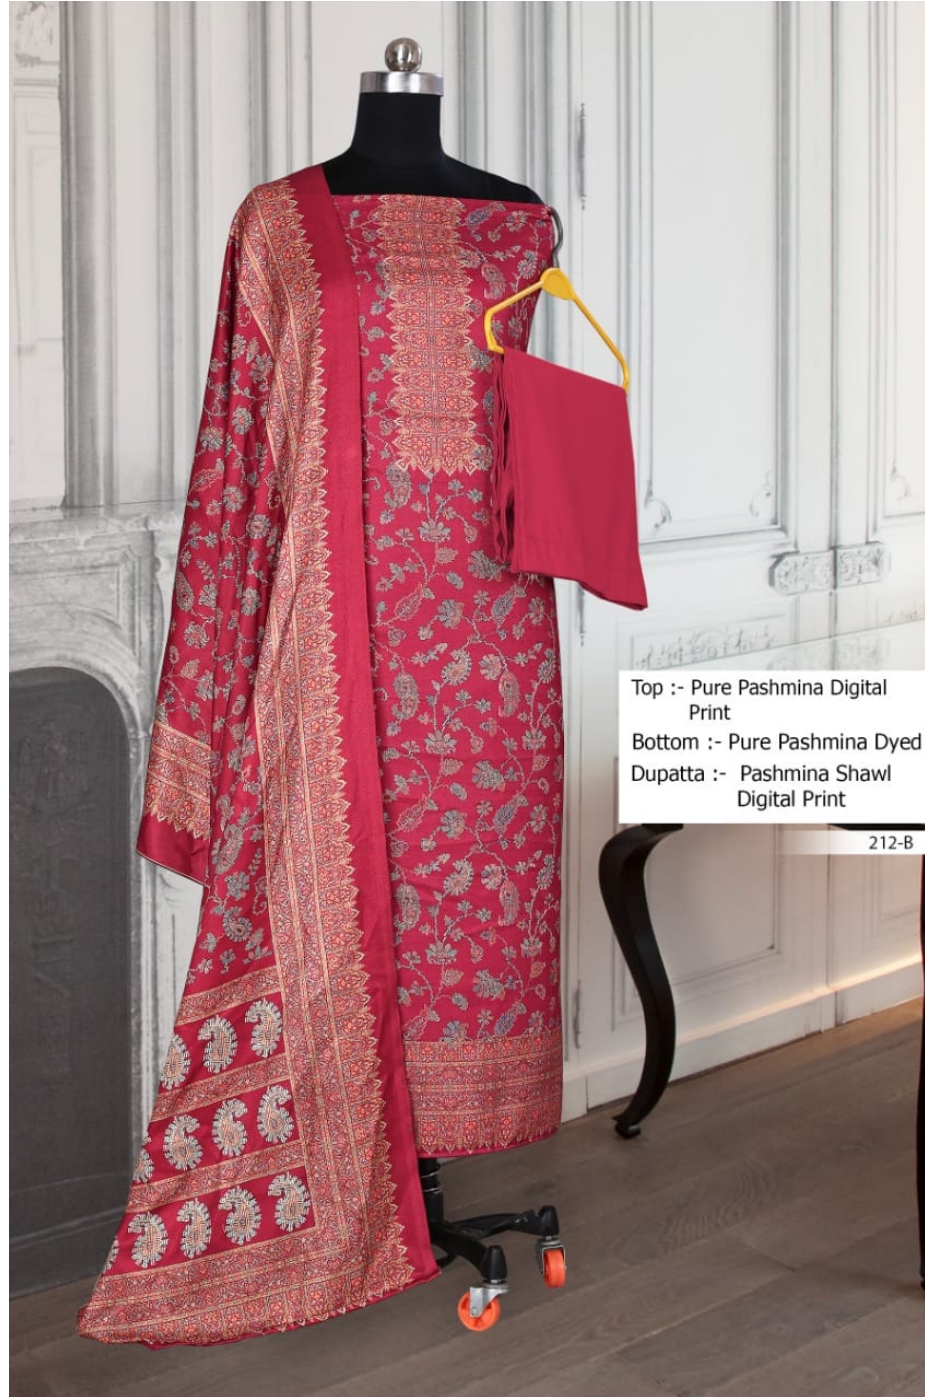 Top :- Pure Pashmina Digital
Print
Bottom :- Pure Pashmina Dyed
Dupatta :- Pashmina Shawl
Digital Print
212-B